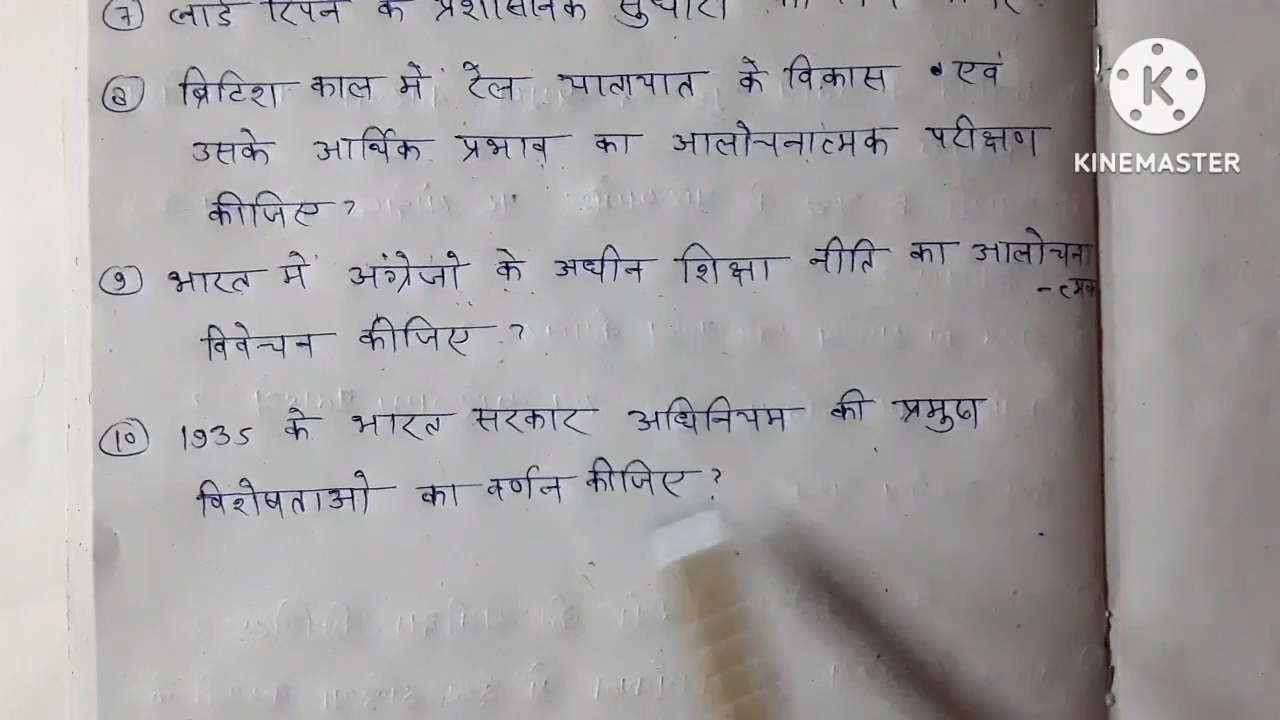 (7) लार्ड रिपन के प्रशासनिक सुधारो
(8) ब्रिटिश काल में रेल यातायात के विकास एवं
उसके आर्थिक प्रभाव का आलोचनात्मक परीक्षण
कीजिए ?
(9) भारत में अंग्रेजो के अधीन शिक्षा नीति का आलोचना
-त्मक
विवेचन कीजिए ?
(10) 1935 के भारत सरकार अधिनियम की प्रमुख
विशेषताओ का वर्णन कीजिए ?
K
KINEMASTER